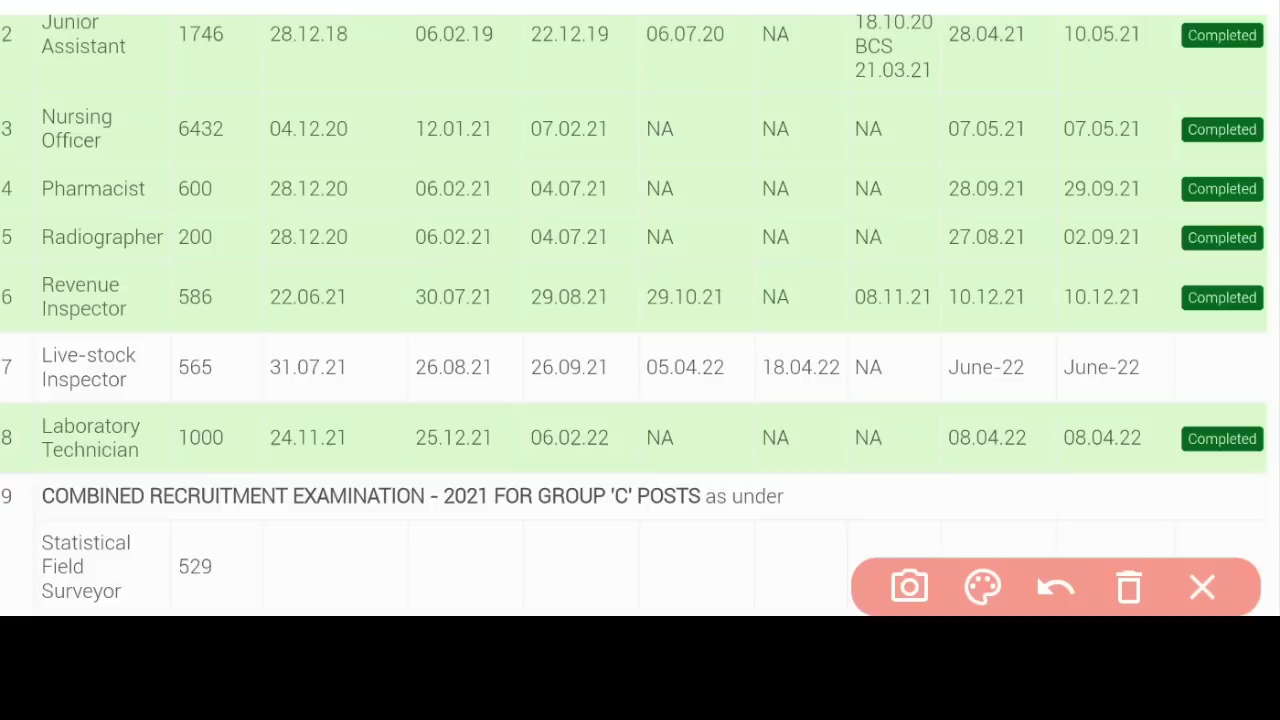 2 Junior Assistant 1746 28.12.18 06.02.19 22.12.19 06.07.20 NA 18.10.20 BCS 21.03.21 28.04.21 10.05.21 Completed
3 Nursing Officer 6432 04.12.20 12.01.21 07.02.21 NA NA NA 07.05.21 07.05.21 Completed
4 Pharmacist 600 28.12.20 06.02.21 04.07.21 NA NA NA 28.09.21 29.09.21 Completed
5 Radiographer 200 28.12.20 06.02.21 04.07.21 NA NA NA 27.08.21 02.09.21 Completed
6 Revenue Inspector 586 22.06.21 30.07.21 29.08.21 29.10.21 NA 08.11.21 10.12.21 10.12.21 Completed
7 Live-stock Inspector 565 31.07.21 26.08.21 26.09.21 05.04.22 18.04.22 NA June-22 June-22
8 Laboratory Technician 1000 24.11.21 25.12.21 06.02.22 NA NA NA 08.04.22 08.04.22 Completed
9 COMBINED RECRUITMENT EXAMINATION - 2021 FOR GROUP 'C' POSTS as under
Statistical Field Surveyor 529